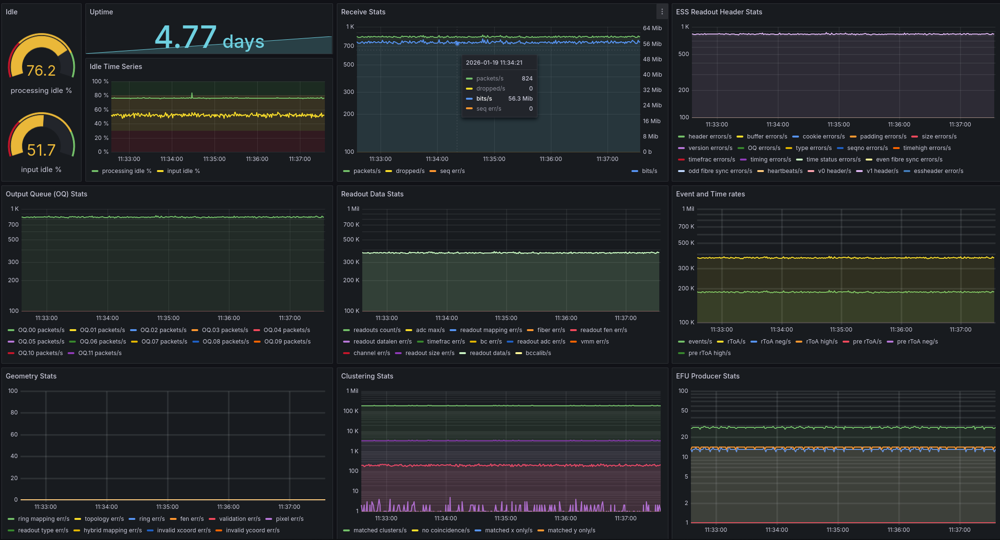 Idle
76.2
processing idle %
51.7
input idle %
Uptime
4.77 days
Idle Time Series
100 %
80 %
60 %
40 %
20 %
0 %
11:33:00 11:34:00 11:35:00 11:36:00 11:37:00
processing idle % input idle %
Receive Stats
1 K
700
500
300
200
100
64 Mib
56 Mib
48 Mib
40 Mib
32 Mib
24 Mib
16 Mib
8 Mib
0 b
2026-01-19 11:34:21
packets/s 824
dropped/s 0
bits/s 56.3 Mib
seq err/s 0
11:33:00 11:34:00 11:35:00 11:36:00 11:37:00
packets/s dropped/s seq err/s bits/s
ESS Readout Header Stats
1 K
500
200
100
11:33:00 11:34:00 11:35:00 11:36:00 11:37:00
header errors/s buffer errors/s cookie errors/s padding errors/s size errors/s
version errors/s OQ errors/s type errors/s seqno errors/s timehigh errors/s
timefrac errors/s timing errors/s time status errors/s even fibre sync errors/s
odd fibre sync errors/s heartbeats/s v0 header/s v1 header/s essheader error/s
Output Queue (OQ) Stats
1 K
700
500
300
200
100
11:33:00 11:34:00 11:35:00 11:36:00 11:37:00
OQ.00 packets/s OQ.01 packets/s OQ.02 packets/s OQ.03 packets/s OQ.04 packets/s
OQ.05 packets/s OQ.06 packets/s OQ.07 packets/s OQ.08 packets/s OQ.09 packets/s
OQ.10 packets/s OQ.11 packets/s
Readout Data Stats
1 Mil
700 K
500 K
300 K
200 K
100 K
11:33:00 11:34:00 11:35:00 11:36:00 11:37:00
readouts count/s adc max/s readout mapping err/s fiber err/s readout fen err/s
readout datalen err/s timefrac err/s bc err/s readout adc err/s vmm err/s
channel err/s readout size err/s readout data/s bccalib/s
Event and Time rates
1 Mil
700 K
500 K
300 K
200 K
100 K
11:33:00 11:34:00 11:35:00 11:36:00 11:37:00
events/s rToA/s rToA neg/s rToA high/s pre rToA/s pre rToA neg/s
pre rToA high/s
Geometry Stats
100
80
60
40
20
0
11:33:00 11:34:00 11:35:00 11:36:00 11:37:00
ring mapping err/s topology err/s ring err/s fen err/s validation err/s pixel err/s
readout type err/s hybrid mapping err/s invalid xcoord err/s invalid ycoord err/s
Clustering Stats
1 Mil
100 K
10 K
1 K
100
10
1
11:33:00 11:34:00 11:35:00 11:36:00 11:37:00
matched clusters/s no coincidence/s matched x only/s matched y only/s
EFU Producer Stats
100
50
20
10
5
2
1
11:33:00 11:34:00 11:35:00 11:36:00 11:37:00